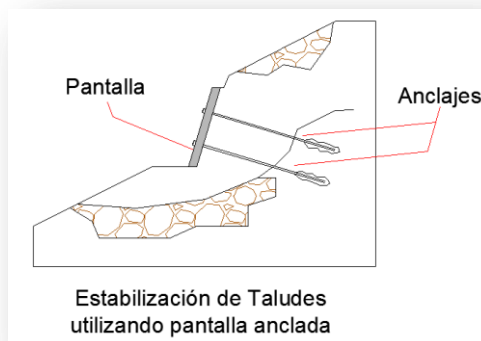 Pantalla
Anclajes
Estabilización de Taludes
utilizando pantalla anclada